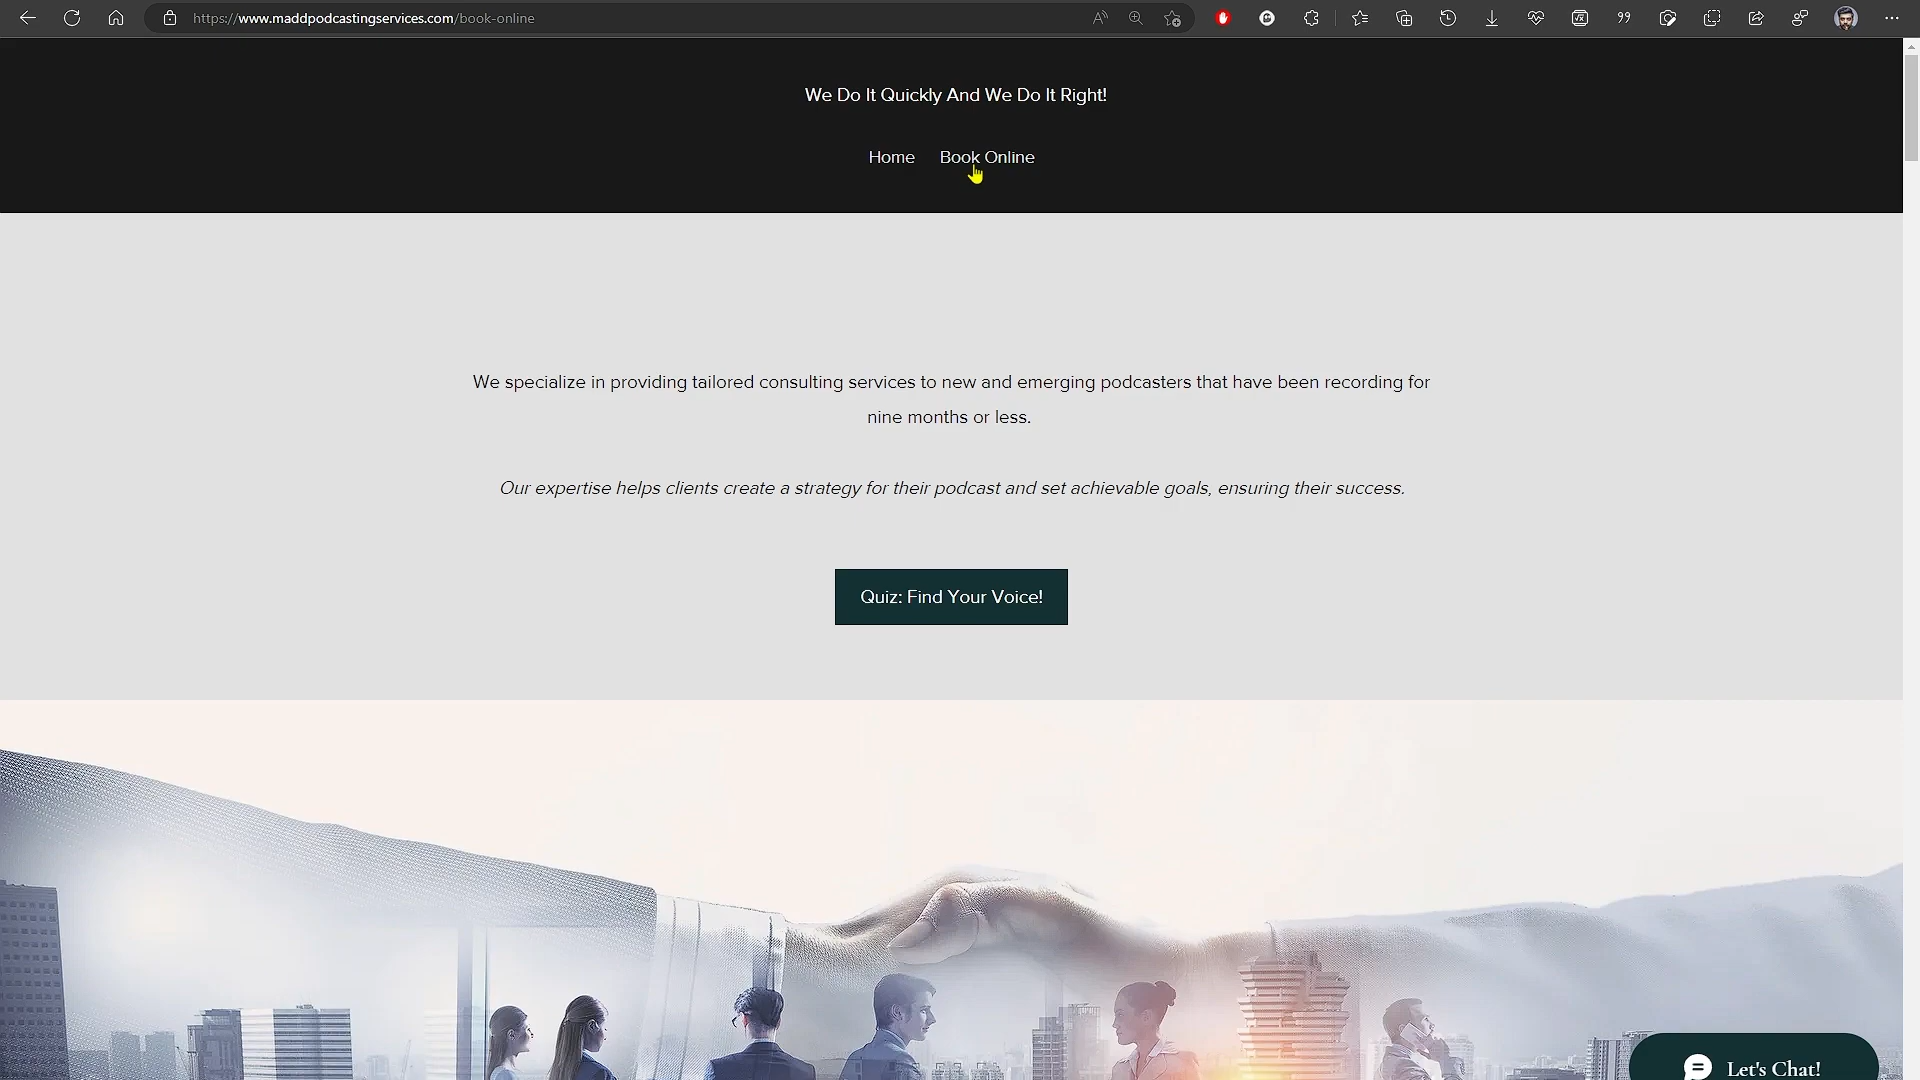 https://www.maddpodcastingservices.com/book-online
We Do It Quickly And We Do It Right!
Home Book Online
We specialize in providing tailored consulting services to new and emerging podcasters that have been recording for
nine months or less.
Our expertise helps clients create a strategy for their podcast and set achievable goals, ensuring their success.
Quiz: Find Your Voice!
Let's Chat!